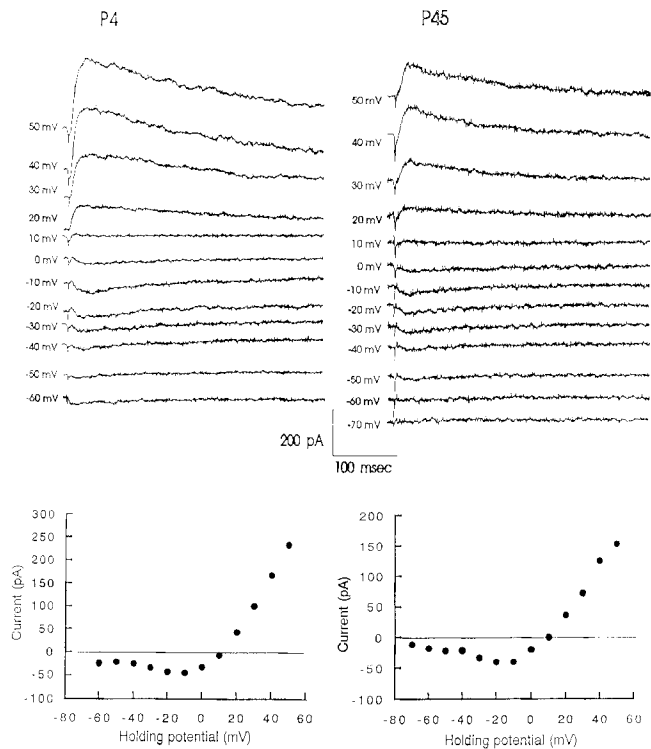 P4
P45
50 mV
40 mV
30 mV
20 mV
10 mV
0 mV
-10 mV
-20 mV
-30 mV
-40 mV
-50 mV
-60 mV
50 mV
40 mV
30 mV
20 mV
10 mV
0 mV
-10 mV
-20 mV
-30 mV
-40 mV
-50 mV
-60 mV
-70 mV
200 pA
100 msec
300
250
200
150
100
50
0
-50
-100
Current (pA)
-80 -60 -40 -20 0 20 40 60
Holding potential (mV)
200
150
100
50
0
-50
-100
Current (pA)
-80 -60 -40 -20 0 20 40 60
Holding potential (mV)